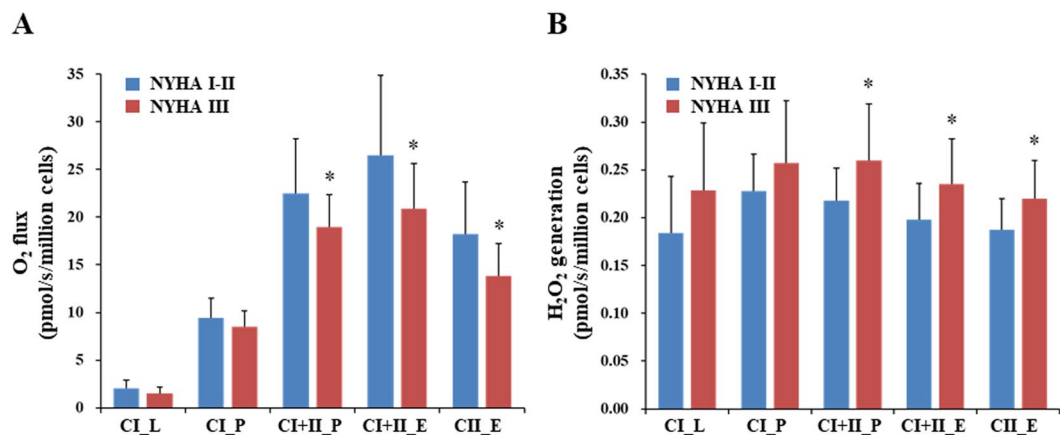 A
O₂ flux
(pmol/s/million cells)
35
30
25
20
15
10
5
0
NYHA I-II
NYHA III
*
*
*
CI_L
CI_P
CI+II_P
CI+II_E
CII_E
B
H₂O₂ generation
(pmol/s/million cells)
0.35
0.30
0.25
0.20
0.15
0.10
0.05
0.00
NYHA I-II
NYHA III
*
*
*
CI_L
CI_P
CI+II_P
CI+II_E
CII_E